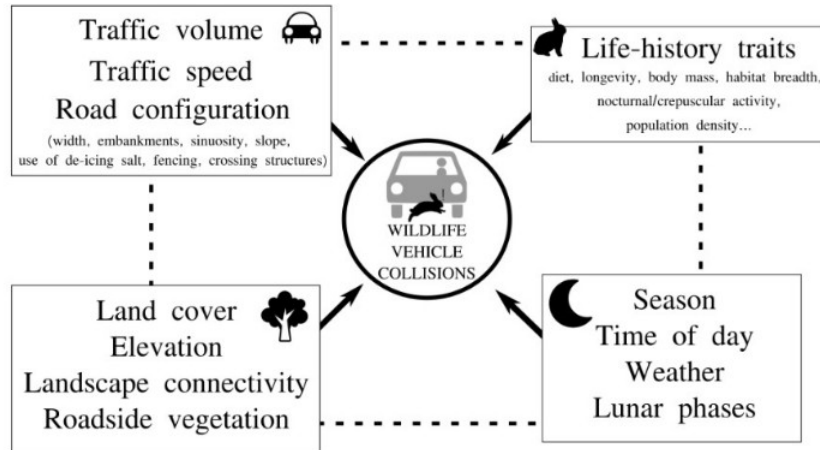 Traffic volume
Traffic speed
Road configuration
(width, embankments, sinuosity, slope,
use of de-icing salt, fencing, crossing structures)
Life-history traits
diet, longevity, body mass, habitat breadth,
nocturnal/crepuscular activity,
population density...
WILDLIFE
VEHICLE
COLLISIONS
Land cover
Elevation
Landscape connectivity
Roadside vegetation
Season
Time of day
Weather
Lunar phases